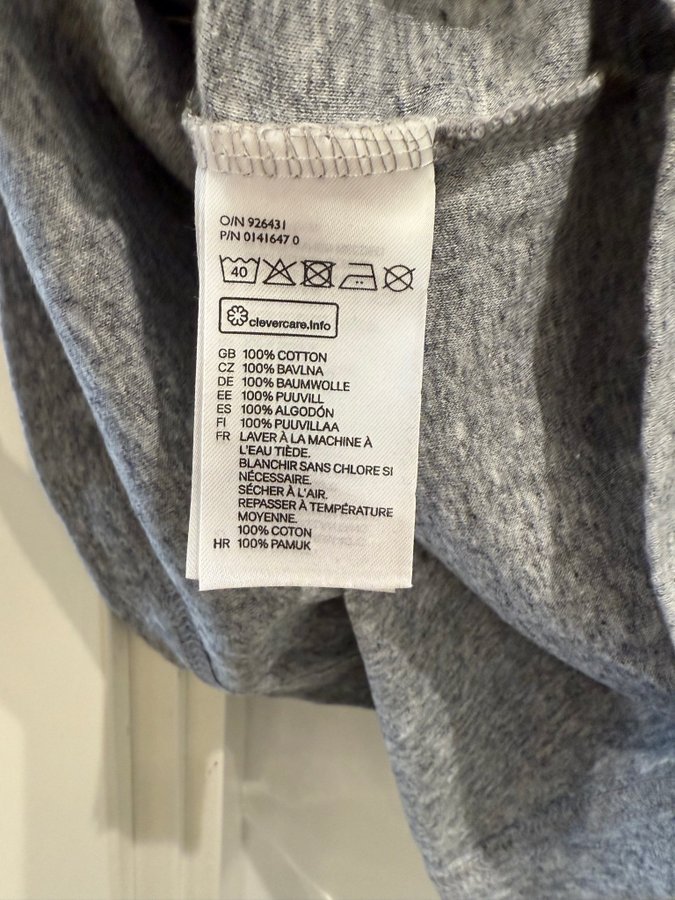 O/N 926431
P/N 0141647 0
40
clevercare.info
GB 100% COTTON
CZ 100% BAVLNA
DE 100% BAUMWOLLE
EE 100% PUUVILL
ES 100% ALGODÓN
FI 100% PUUVILLAA
FR LAVER À LA MACHINE À
L'EAU TIÈDE.
BLANCHIR SANS CHLORE SI
NÉCESSAIRE.
SÉCHER À L'AIR.
REPASSER À TEMPÉRATURE
MOYENNE.
100% COTON
HR 100% PAMUK